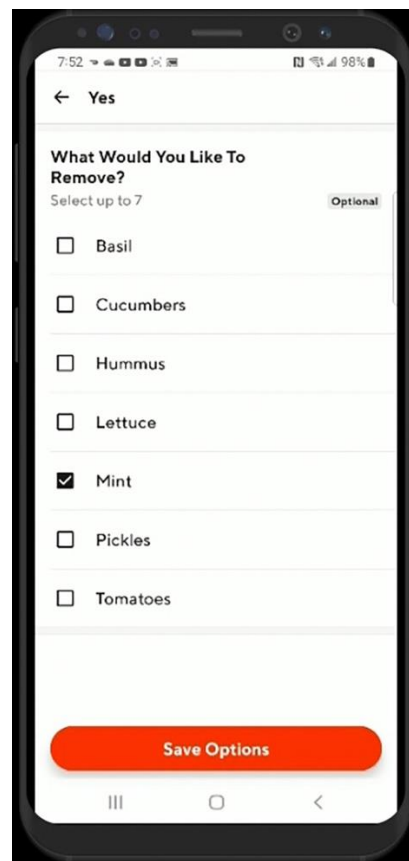 7:52 98%
Yes
What Would You Like To
Remove?
Select up to 7 Optional
Basil
Cucumbers
Hummus
Lettuce
Mint
Pickles
Tomatoes
Save Options